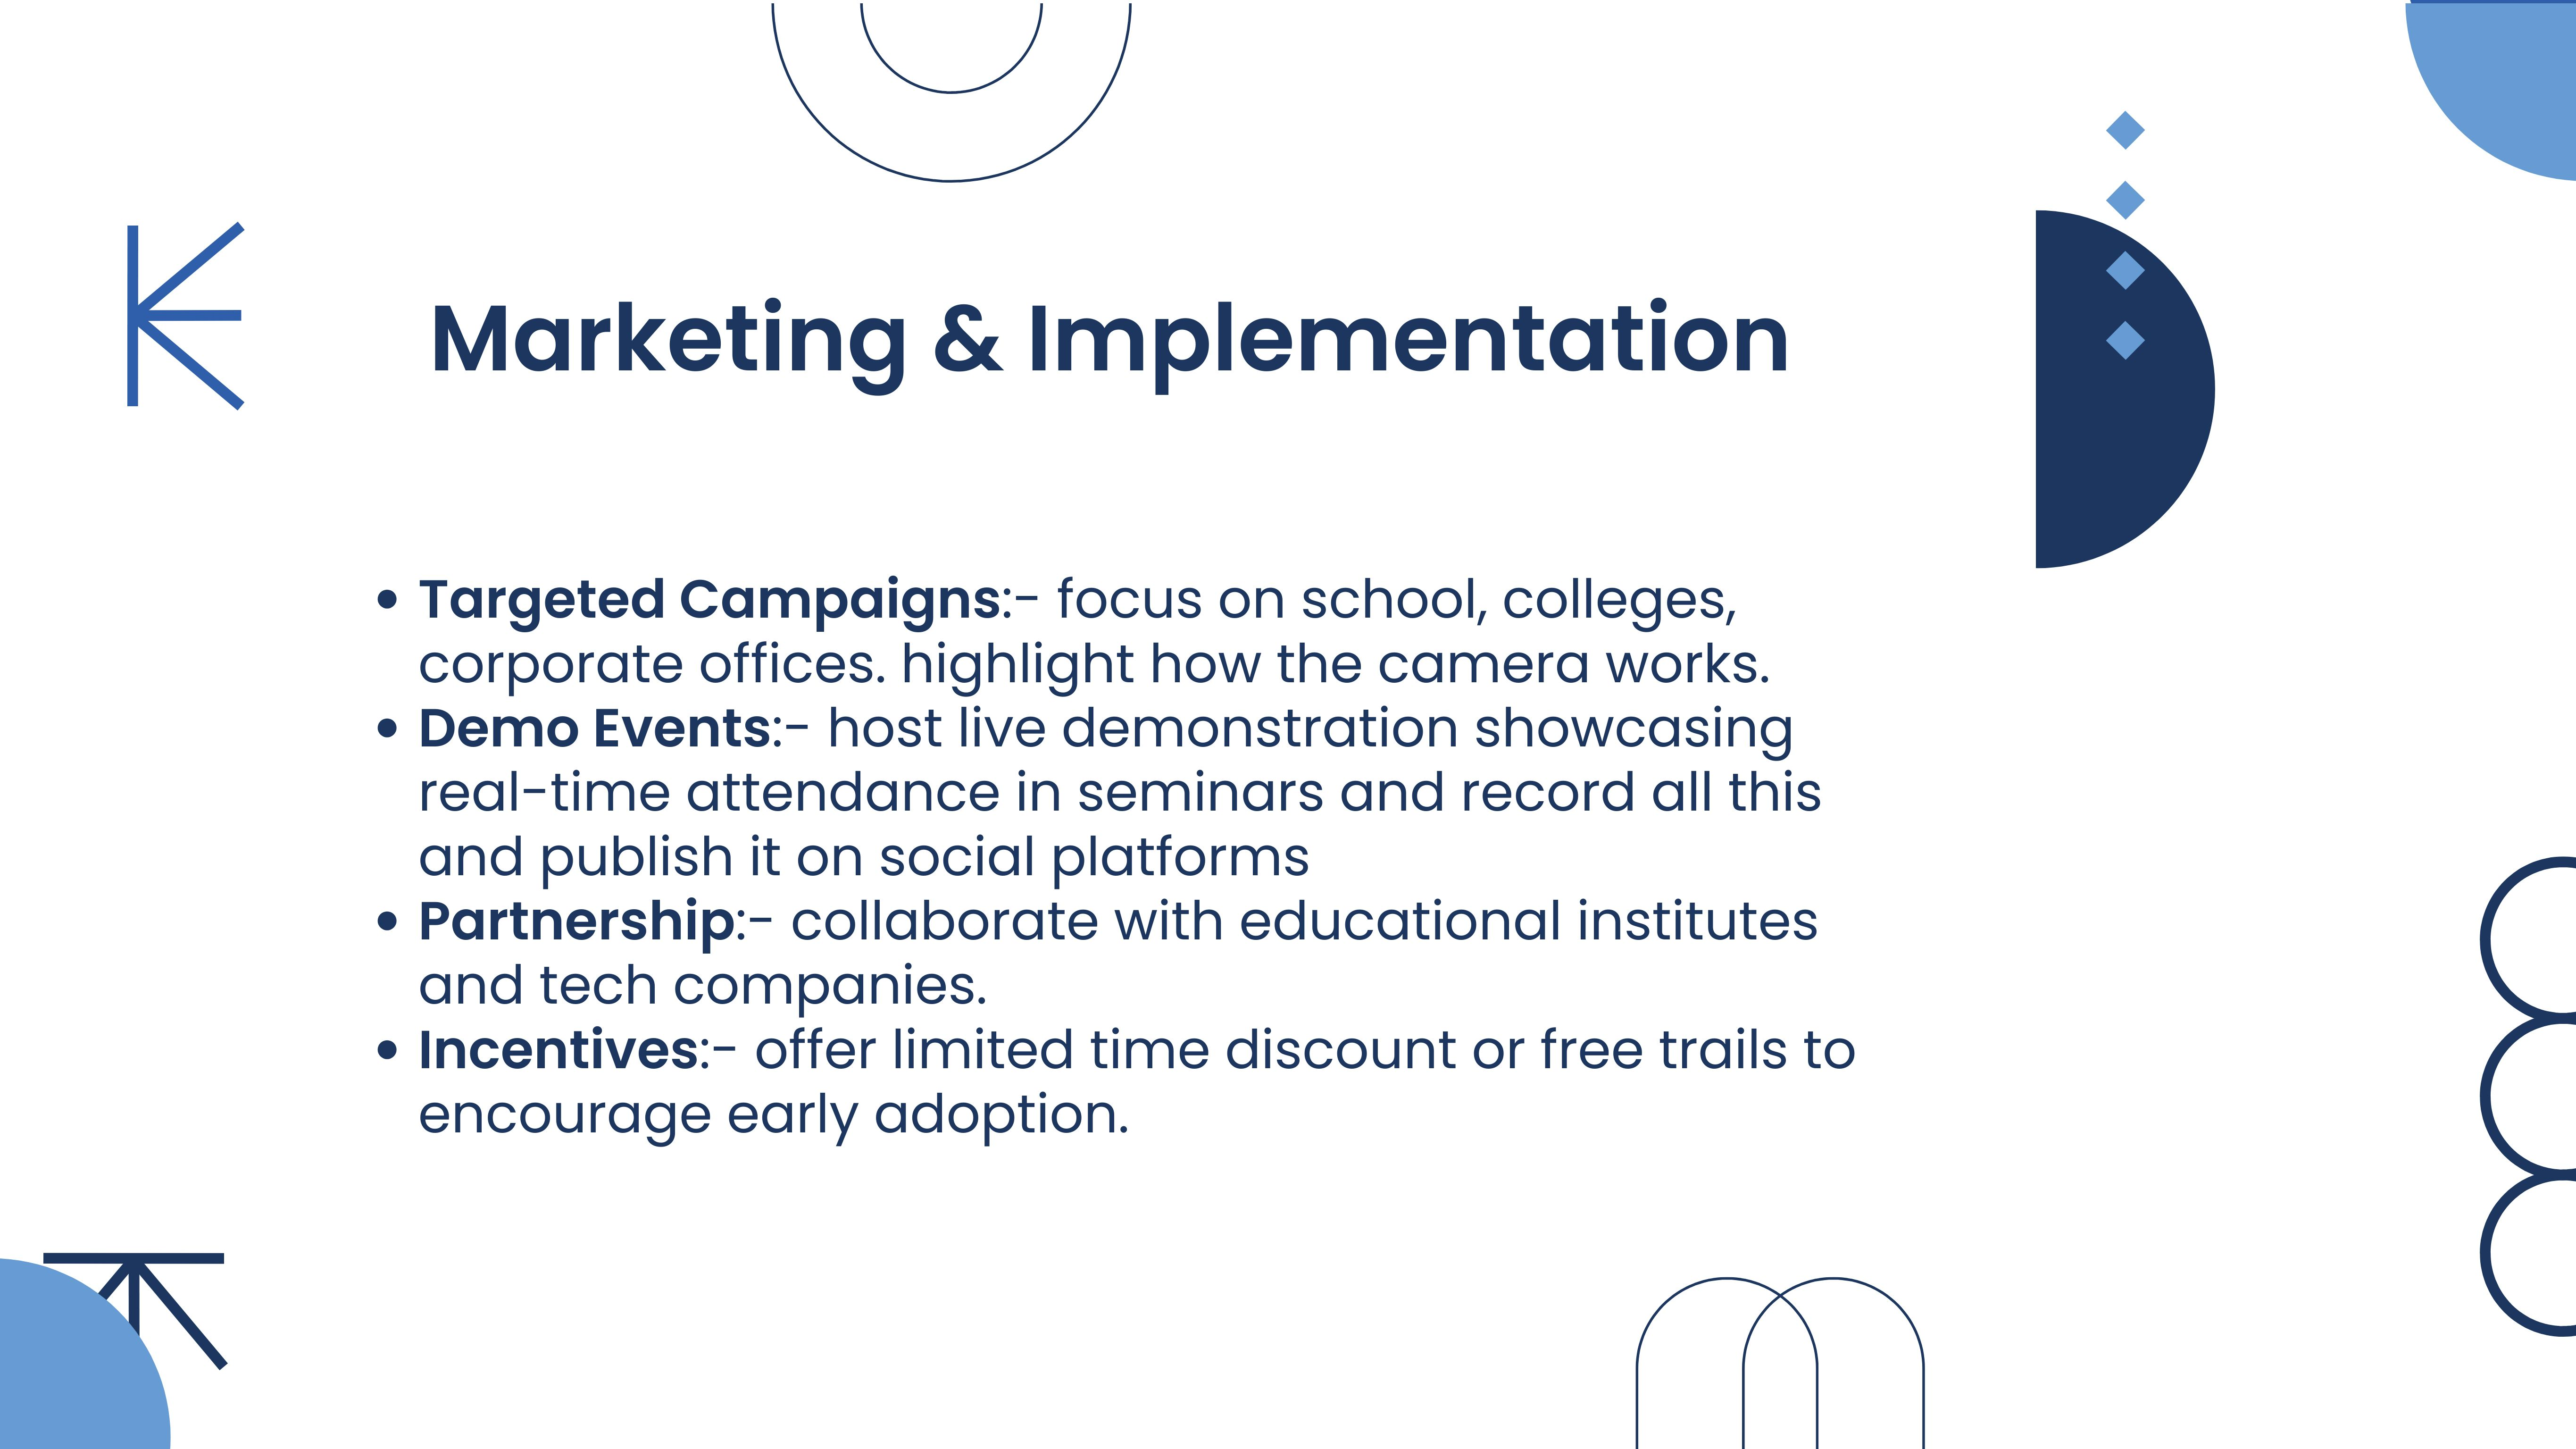 Marketing & Implementation
• Targeted Campaigns:- focus on school, colleges,
corporate offices. highlight how the camera works.
• Demo Events:- host live demonstration showcasing
real-time attendance in seminars and record all this
and publish it on social platforms
• Partnership:- collaborate with educational institutes
and tech companies.
• Incentives:- offer limited time discount or free trails to
encourage early adoption.